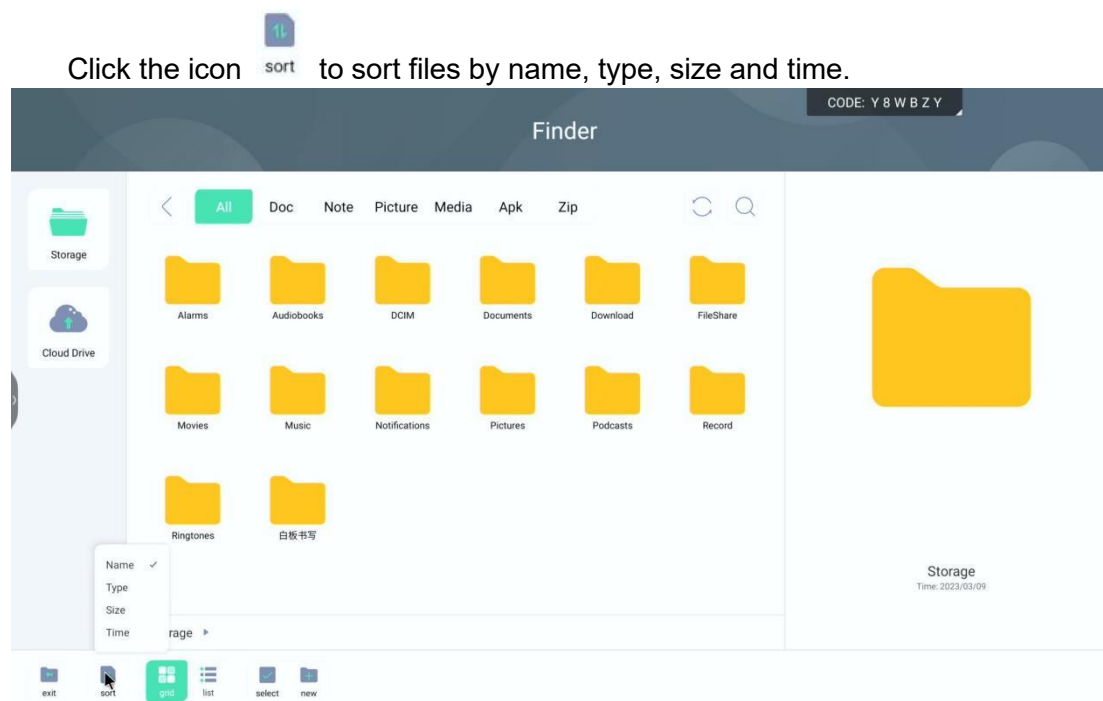 Click the icon sort to sort files by name, type, size and time.
CODE: Y8WBZY
Finder
All Doc Note Picture Media Apk Zip
Storage
Cloud Drive
Alarms Audiobooks DCIM Documents Download FileShare
Movies Music Notifications Pictures Podcasts Record
Ringtones 白板书写
Name
Type
Size
Time
rage
Storage
Time: 2023/03/09
exit sort grid list select new